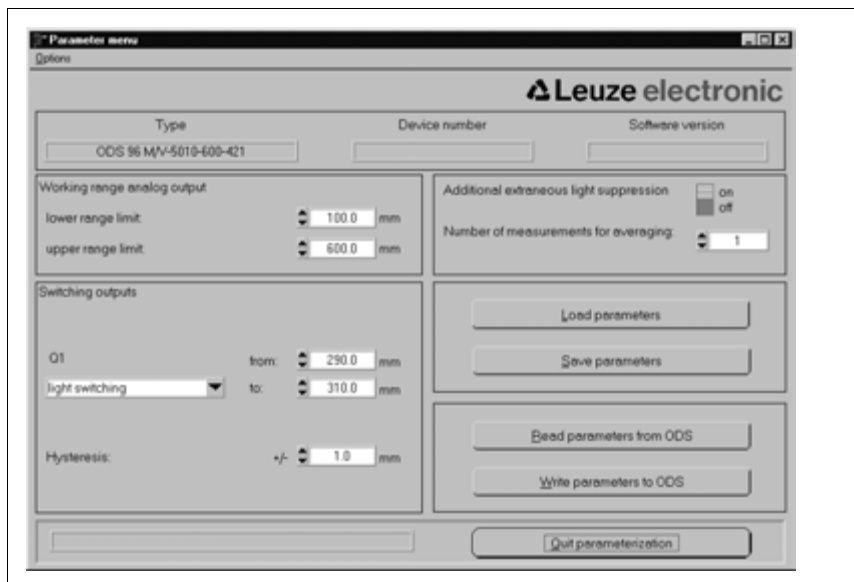 Parameter menu
Options
Leuze electronic
Type Device number Software version
ODS 96 M/V-5010-600-421
Working range analog output
lower range limit: 100.0 mm
upper range limit: 600.0 mm
Additional extraneous light suppression on
off
Number of measurements for averaging: 1
Switching outputs
Q1 from: 290.0 mm
light switching to: 310.0 mm
Hysteresis: +/- 1.0 mm
Load parameters
Save parameters
Read parameters from ODS
Write parameters to ODS
Quit parameterization